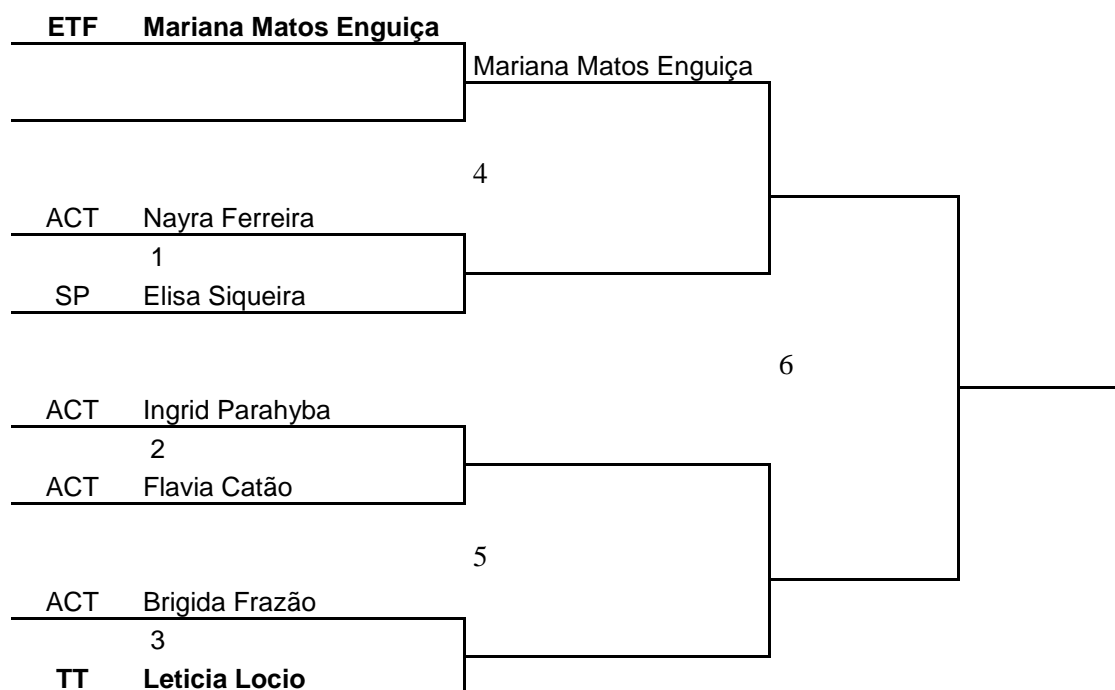 ETF Mariana Matos Enguiça
Mariana Matos Enguiça
4
ACT Nayra Ferreira
1
SP Elisa Siqueira
6
ACT Ingrid Parahyba
2
ACT Flavia Catão
5
ACT Brigida Frazão
3
TT Leticia Locio